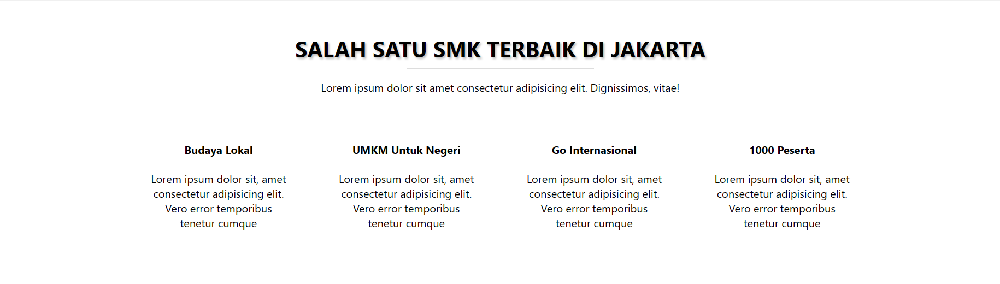 SALAH SATU SMK TERBAIK DI JAKARTA
Lorem ipsum dolor sit amet consectetur adipisicing elit. Dignissimos, vitae!
Budaya Lokal
Lorem ipsum dolor sit, amet
consectetur adipisicing elit.
Vero error temporibus
tenetur cumque
UMKM Untuk Negeri
Lorem ipsum dolor sit, amet
consectetur adipisicing elit.
Vero error temporibus
tenetur cumque
Go Internasional
Lorem ipsum dolor sit, amet
consectetur adipisicing elit.
Vero error temporibus
tenetur cumque
1000 Peserta
Lorem ipsum dolor sit, amet
consectetur adipisicing elit.
Vero error temporibus
tenetur cumque